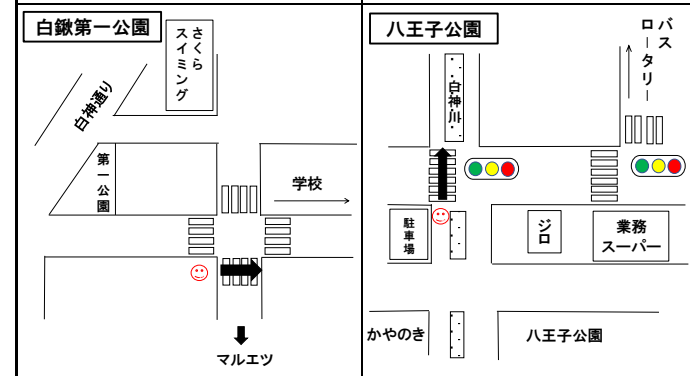 白鍬第一公園
さくら
スイミング
白神通り
第一公園
学校
マルエツ
八王子公園
バス
ロータリー
白神川
駐車場
ジロ
業務
スーパー
かやのき
八王子公園